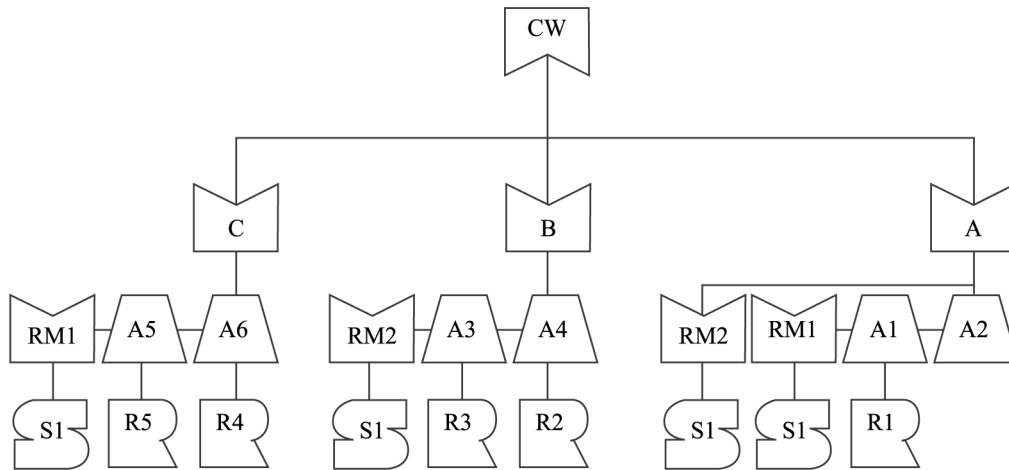 CW
C
B
A
RM1 A5 A6 RM2 A3 A4 RM2 RM1 A1 A2
S1 R5 R4 S1 R3 R2 S1 S1 R1